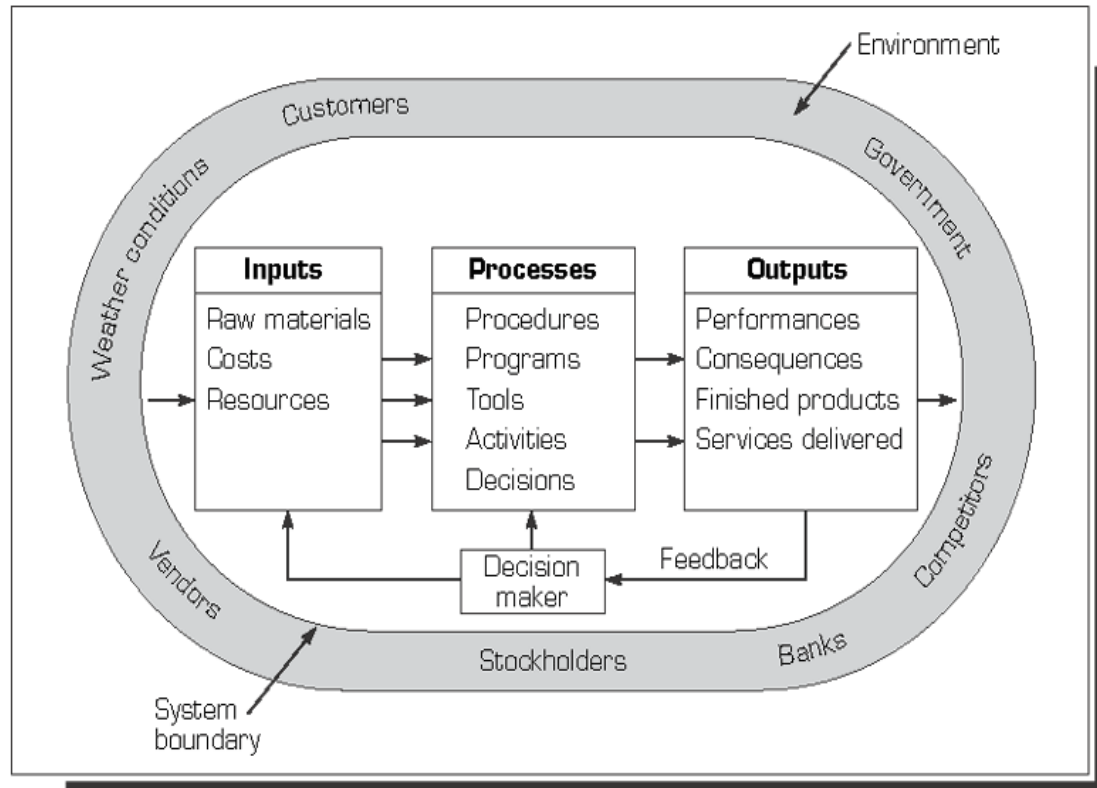 Environment
Customers
Government
Weather conditions
Inputs
Raw materials
Costs
Resources
Processes
Procedures
Programs
Tools
Activities
Decisions
Outputs
Performances
Consequences
Finished products
Services delivered
Decision
maker
Feedback
Vendors
Competitors
Stockholders
Banks
System
boundary